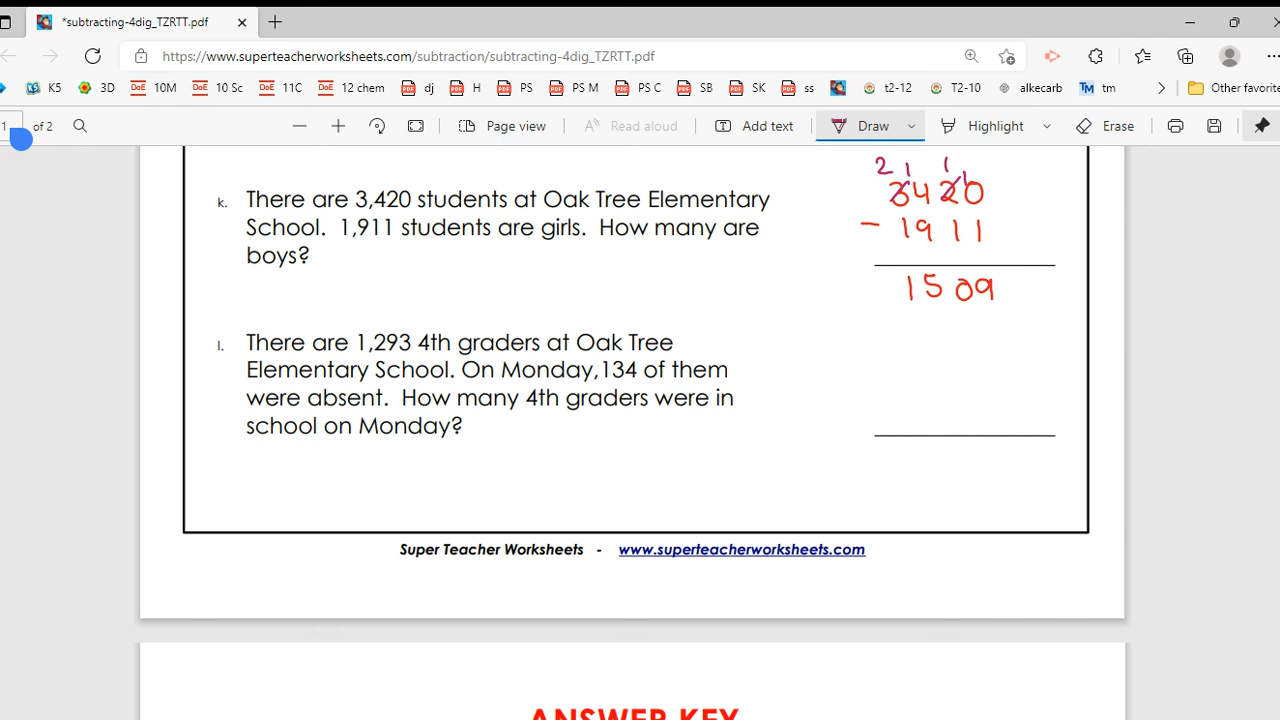 *subtracting-4dig_TZRTT.pdf
https://www.superteacherworksheets.com/subtraction/subtracting-4dig_TZRTT.pdf
K5 3D 10M 10 Sc 11C 12 chem dj H PS PS M PS C SB SK ss t2-12 T2-10 alkecarb tm Other favorite
1 of 2 Page view Read aloud Add text Draw Highlight Erase
k. There are 3,420 students at Oak Tree Elementary
School. 1,911 students are girls. How many are
boys?
2 1 1 1
3420
- 1911
1509
l. There are 1,293 4th graders at Oak Tree
Elementary School. On Monday,134 of them
were absent. How many 4th graders were in
school on Monday?
Super Teacher Worksheets - www.superteacherworksheets.com
ANSWER KEY